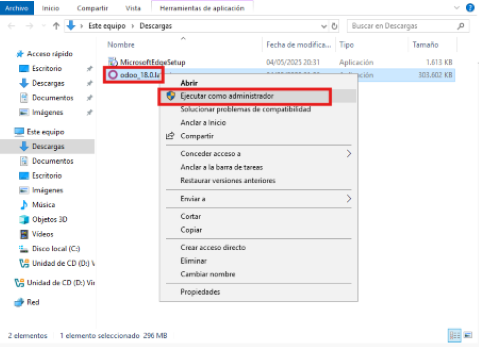 Archivo Inicio Compartir Vista Herramientas de aplicación
Este equipo > Descargas
Buscar en Descargas
Nombre Fecha de modifica... Tipo Tamaño
MicrosoftEdgeSetup 04/05/2025 20:31 Aplicación 1.613 KB
odoo_18.0.la 303.602 KB
Acceso rápido
Escritorio
Descargas
Documentos
Imágenes
Este equipo
Descargas
Documentos
Escritorio
Imágenes
Música
Objetos 3D
Vídeos
Disco local (C:)
Unidad de CD (D:) V
Unidad de CD (D:) Vir
Red
Abrir
Ejecutar como administrador
Solucionar problemas de compatibilidad
Anclar a Inicio
Compartir
Conceder acceso a
Anclar a la barra de tareas
Restaurar versiones anteriores
Enviar a
Cortar
Copiar
Crear acceso directo
Eliminar
Cambiar nombre
Propiedades
2 elementos 1 elemento seleccionado 296 MB